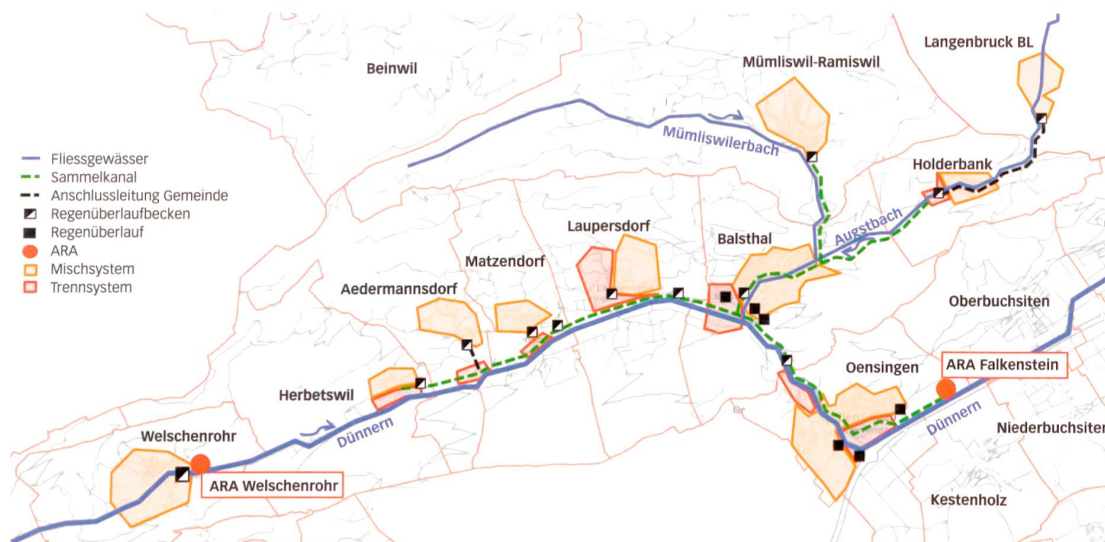 Langenbruck BL
Beinwil
Mümliswil-Ramiswil
Mümliswilerbach
Fliessgewässer
Sammelkanal
Anschlussleitung Gemeinde
Regenüberlaufbecken
Regenüberlauf
ARA
Mischsystem
Trennsystem
Holderbank
Augstbach
Laupersdorf
Balsthal
Matzendorf
Aedermannsdorf
Oberbuchsiten
Oensingen
ARA Falkenstein
Herbetswil
Dünnern
Dünnern
Niederbuchsiten
Welschenrohr
ARA Welschenrohr
Kestenholz